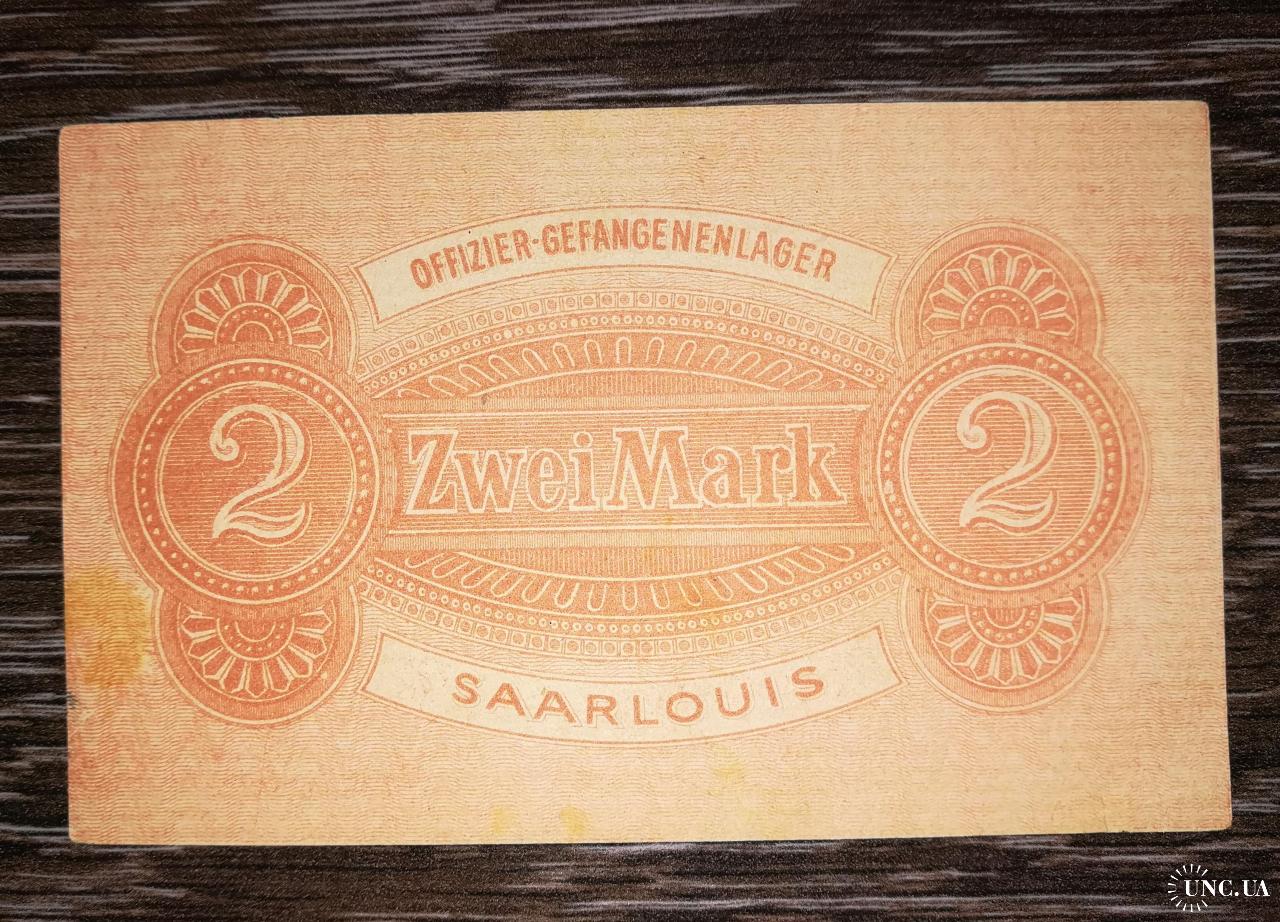 OFFIZIER-GEFANGENENLAGER
2 Zwei Mark 2
SAARLOUIS
UNC.UA